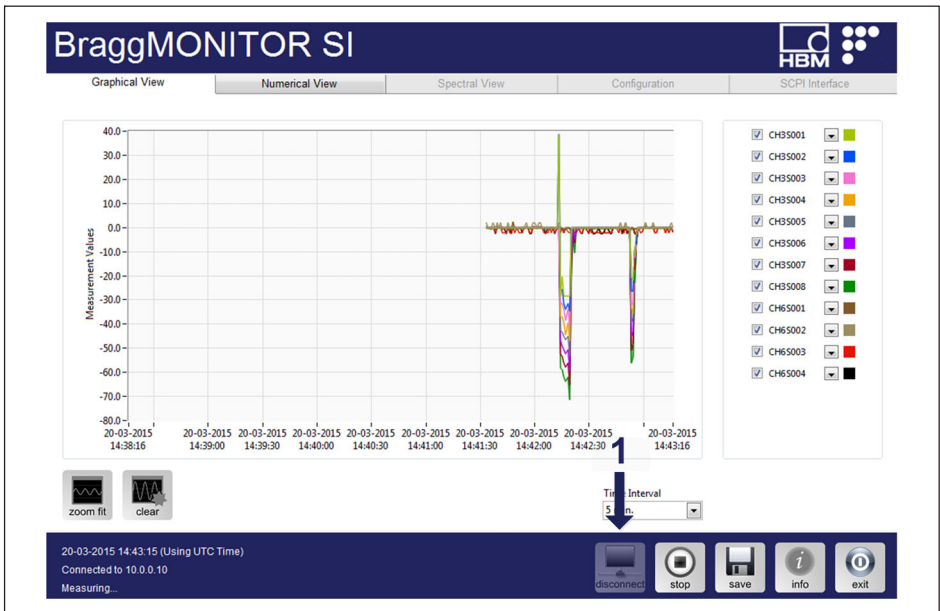 BraggMONITOR SI
HBM
Graphical View
Numerical View
Spectral View
Configuration
SCPI Interface
Measurement Values
40.0
30.0
20.0
10.0
0.0
-10.0
-20.0
-30.0
-40.0
-50.0
-60.0
-70.0
-80.0
20-03-2015 20-03-2015 20-03-2015 20-03-2015 20-03-2015 20-03-2015 20-03-2015 20-03-2015 20-03-2015 20-03-2015
14:38:16 14:39:00 14:39:30 14:40:00 14:40:30 14:41:00 14:41:30 14:42:00 14:42:30 14:43:16
CH3S001
CH3S002
CH3S003
CH3S004
CH3S005
CH3S006
CH3S007
CH3S008
CH6S001
CH6S002
CH6S003
CH6S004
1
zoom fit
clear
Interval
5
20-03-2015 14:43:15 (Using UTC Time)
Connected to 10.0.0.10
Measuring...
disconnect
stop
save
info
exit